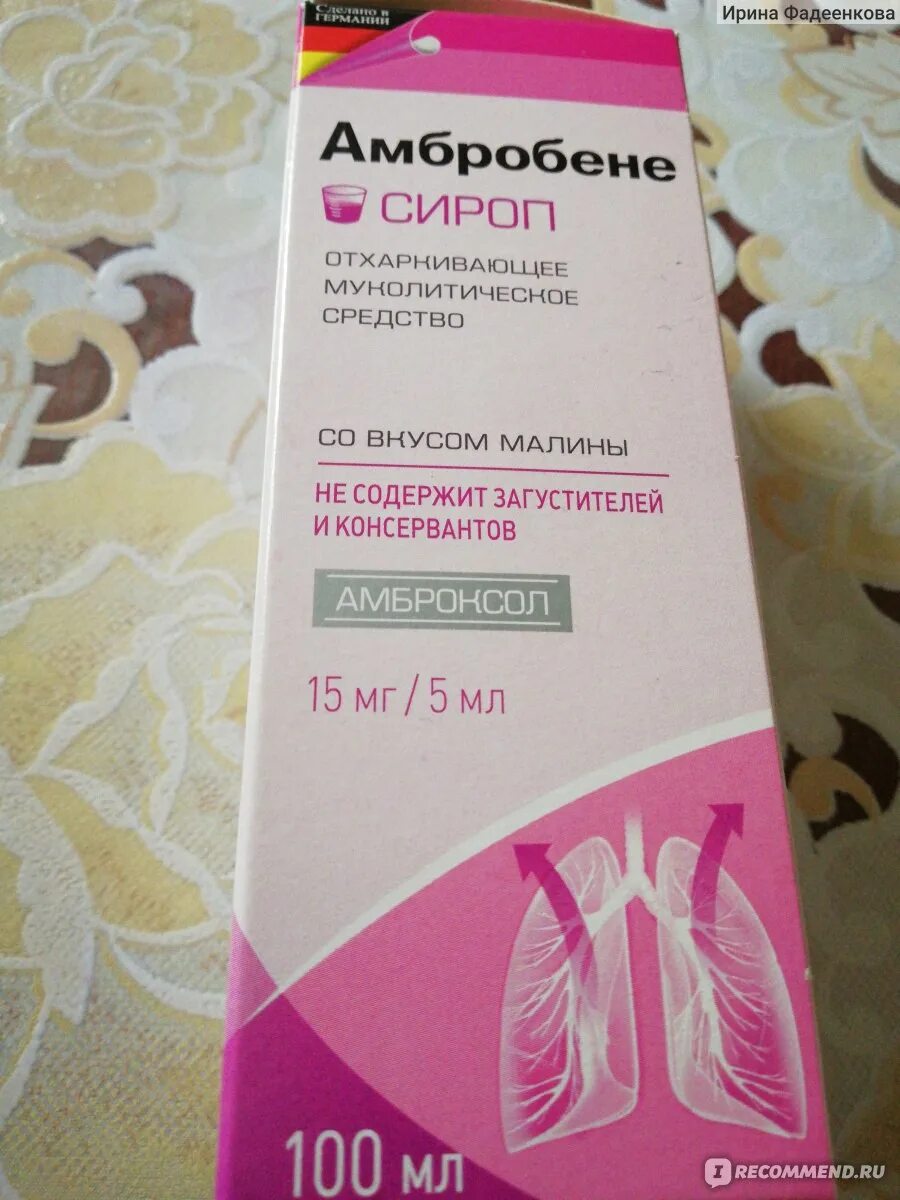 Ирина Фадеенкова
Сделано в
ГЕРМАНИИ
Амбробене
СИРОП
ОТХАРКИВАЮЩЕЕ
МУКОЛИТИЧЕСКОЕ
СРЕДСТВО
СО ВКУСОМ МАЛИНЫ
НЕ СОДЕРЖИТ ЗАГУСТИТЕЛЕЙ
И КОНСЕРВАНТОВ
АМБРОКСОЛ
15 мг / 5 мл
100 мл
I RECOMMEND.RU